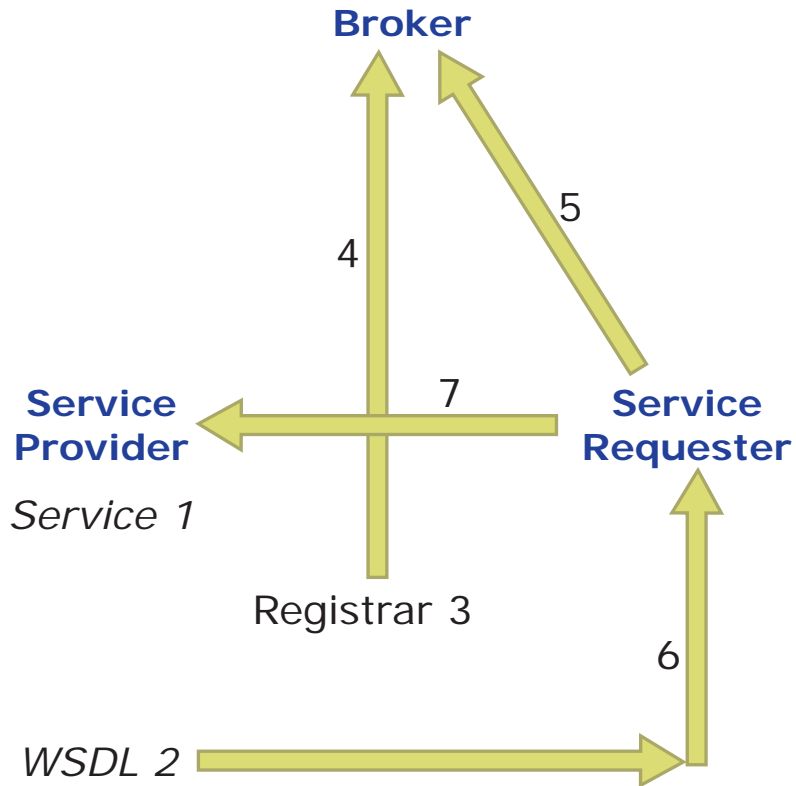 Broker
5
4
7
Service
Provider
Service
Requester
Service 1
Registrar 3
6
WSDL 2